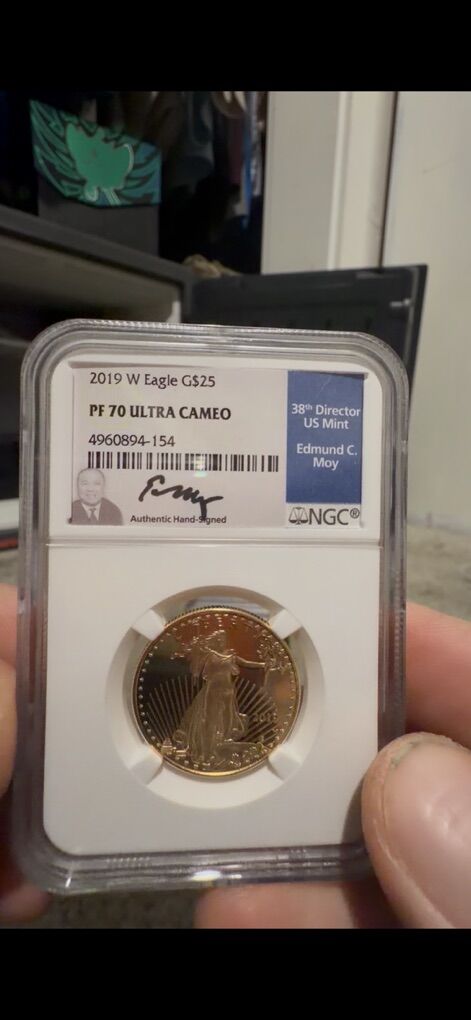 2019 W Eagle G$25
PF 70 ULTRA CAMEO
4960894-154
Authentic Hand-Signed
38th Director
US Mint
Edmund C.
Moy
NGC®